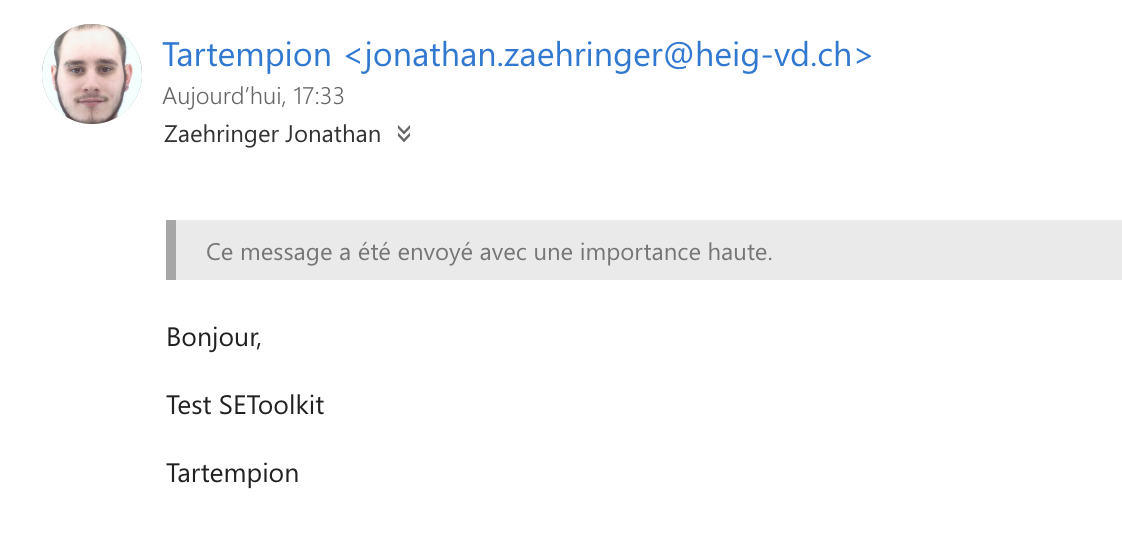 Tartempion <jonathan.zaehringer@heig-vd.ch>
Aujourd’hui, 17:33
Zaehringer Jonathan
Ce message a été envoyé avec une importance haute.
Bonjour,
Test SEToolkit
Tartempion